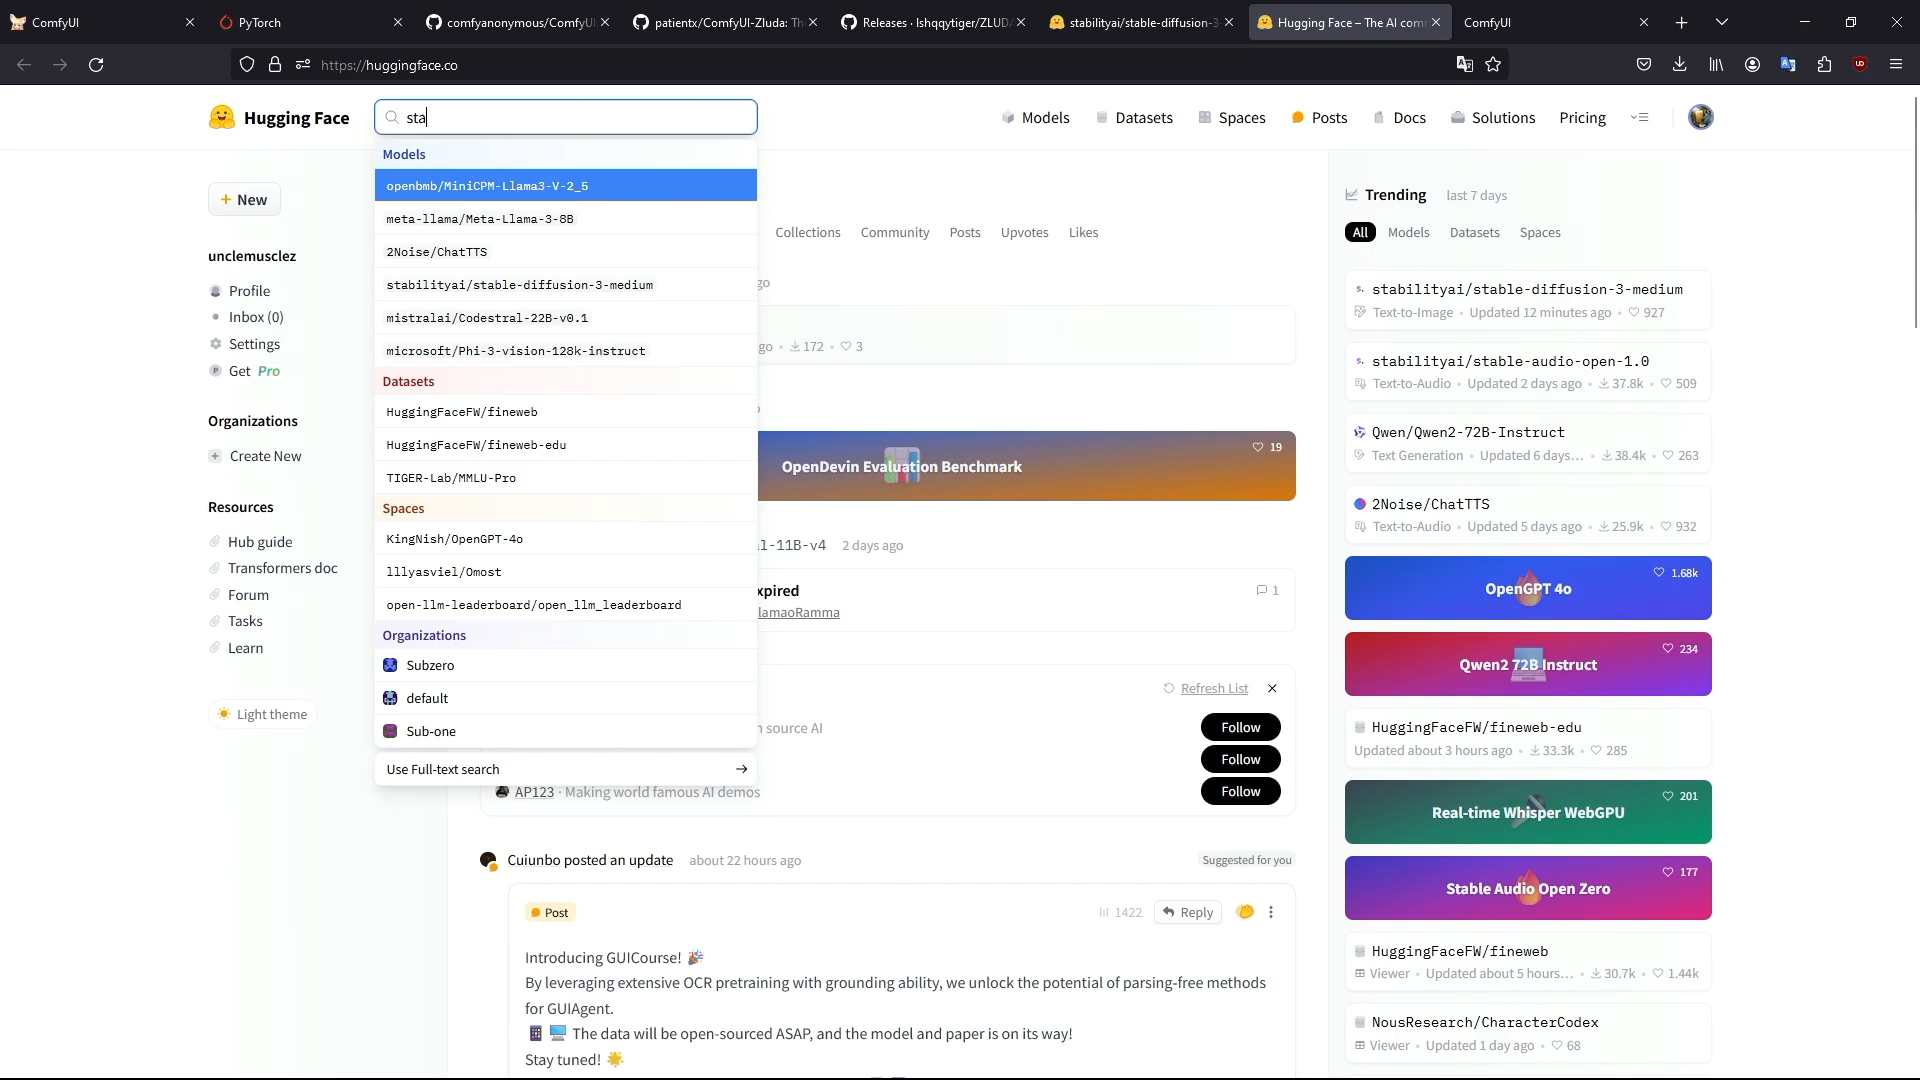 ComfyUI
PyTorch
comfyanonymous/ComfyUI:
patientx/ComfyUI-Zluda: Th
Releases · lshqqytiger/ZLUDA
stabilityai/stable-diffusion-3-
Hugging Face – The AI com
ComfyUI
https://huggingface.co
Hugging Face
sta
Models
Datasets
Spaces
Posts
Docs
Solutions
Pricing
Models
openbmb/MiniCPM-Llama3-V-2_5
meta-llama/Meta-Llama-3-8B
2Noise/ChatTTS
stabilityai/stable-diffusion-3-medium
mistralai/Codestral-22B-v0.1
microsoft/Phi-3-vision-128k-instruct
Datasets
HuggingFaceFW/fineweb
HuggingFaceFW/fineweb-edu
TIGER-Lab/MMLU-Pro
Spaces
KingNish/OpenGPT-4o
lllyasviel/Omost
open-llm-leaderboard/open_llm_leaderboard
Organizations
Subzero
default
Sub-one
Use Full-text search
+ New
unclemusclez
Profile
Inbox (0)
Settings
Get Pro
Organizations
Create New
Resources
Hub guide
Transformers doc
Forum
Tasks
Learn
Light theme
Collections
Community
Posts
Upvotes
Likes
go
go • 172 • 3
19
OpenDevin Evaluation Benchmark
al-11B-v4 2 days ago
xpired
1
lamaoRamma
Refresh List
n source AI
Follow
Follow
AP123 · Making world famous AI demos
Follow
Cuiunbo posted an update about 22 hours ago
Suggested for you
Post
1422
Reply
Introducing GUICourse! 🎉
By leveraging extensive OCR pretraining with grounding ability, we unlock the potential of parsing-free methods
for GUIAgent.
📱 🖥️ The data will be open-sourced ASAP, and the model and paper is on its way!
Stay tuned! 🌟
Trending last 7 days
All
Models
Datasets
Spaces
stabilityai/stable-diffusion-3-medium
Text-to-Image • Updated 12 minutes ago • 927
stabilityai/stable-audio-open-1.0
Text-to-Audio • Updated 2 days ago • 37.8k • 509
Qwen/Qwen2-72B-Instruct
Text Generation • Updated 6 days... • 38.4k • 263
2Noise/ChatTTS
Text-to-Audio • Updated 5 days ago • 25.9k • 932
1.68k
OpenGPT 4o
234
Qwen2 72B Instruct
HuggingFaceFW/fineweb-edu
Updated about 3 hours ago • 33.3k • 285
201
Real-time Whisper WebGPU
177
Stable Audio Open Zero
HuggingFaceFW/fineweb
Viewer • Updated about 5 hours... • 30.7k • 1.44k
NousResearch/CharacterCodex
Viewer • Updated 1 day ago • 68